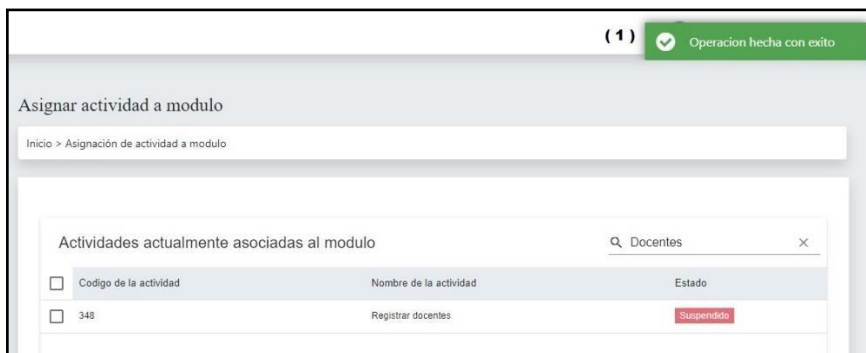 (1) Operacion hecha con exito
Asignar actividad a modulo
Inicio > Asignación de actividad a modulo
Actividades actualmente asociadas al modulo Docentes
Codigo de la actividad Nombre de la actividad Estado
348 Registrar docentes Suspendido